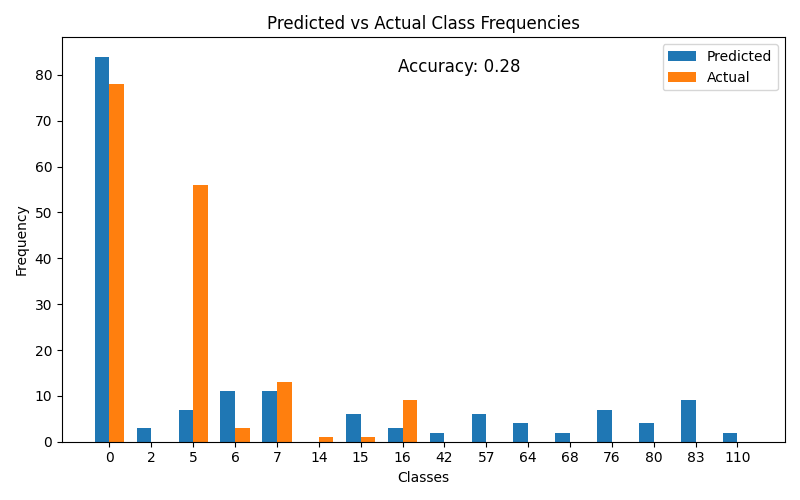 Predicted vs Actual Class Frequencies
Accuracy: 0.28
Predicted
Actual
Frequency
80
70
60
50
40
30
20
10
0
0 2 5 6 7 14 15 16 42 57 64 68 76 80 83 110
Classes